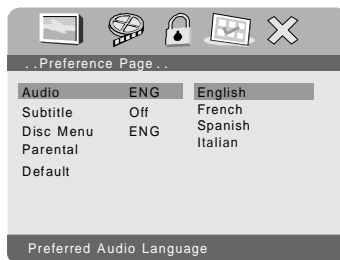 ..Preference Page..
Audio ENG English
Subtitle Off French
Disc Menu ENG Spanish
Parental Italian
Default
Preferred Audio Language